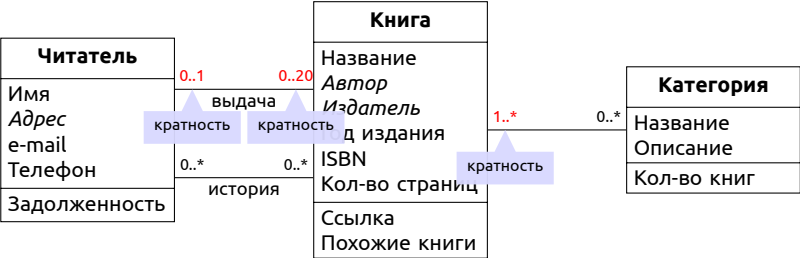 Читатель
Имя
Адрес
e-mail
Телефон
Задолженность
0..1
0..20
выдача
кратность
кратность
0..*
0..*
история
Книга
Название
Автор
Издатель
издания
ISBN
Кол-во страниц
Ссылка
Похожие книги
1..*
0..*
кратность
Категория
Название
Описание
Кол-во книг